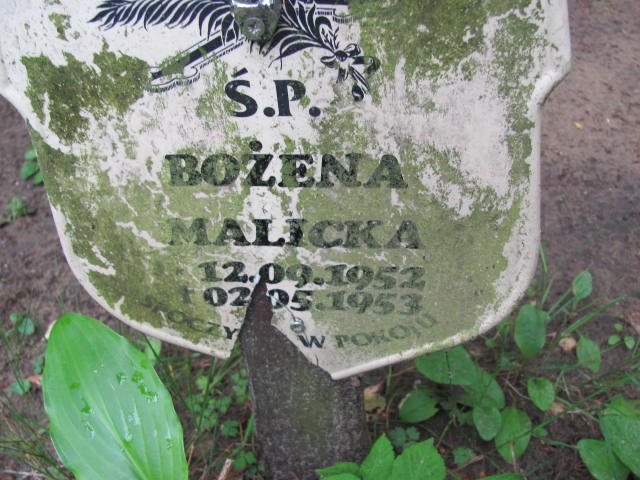 Ś.P.
BOŻENA
MALICKA
12.09.1952
† 02.05.1953
W POKOJU